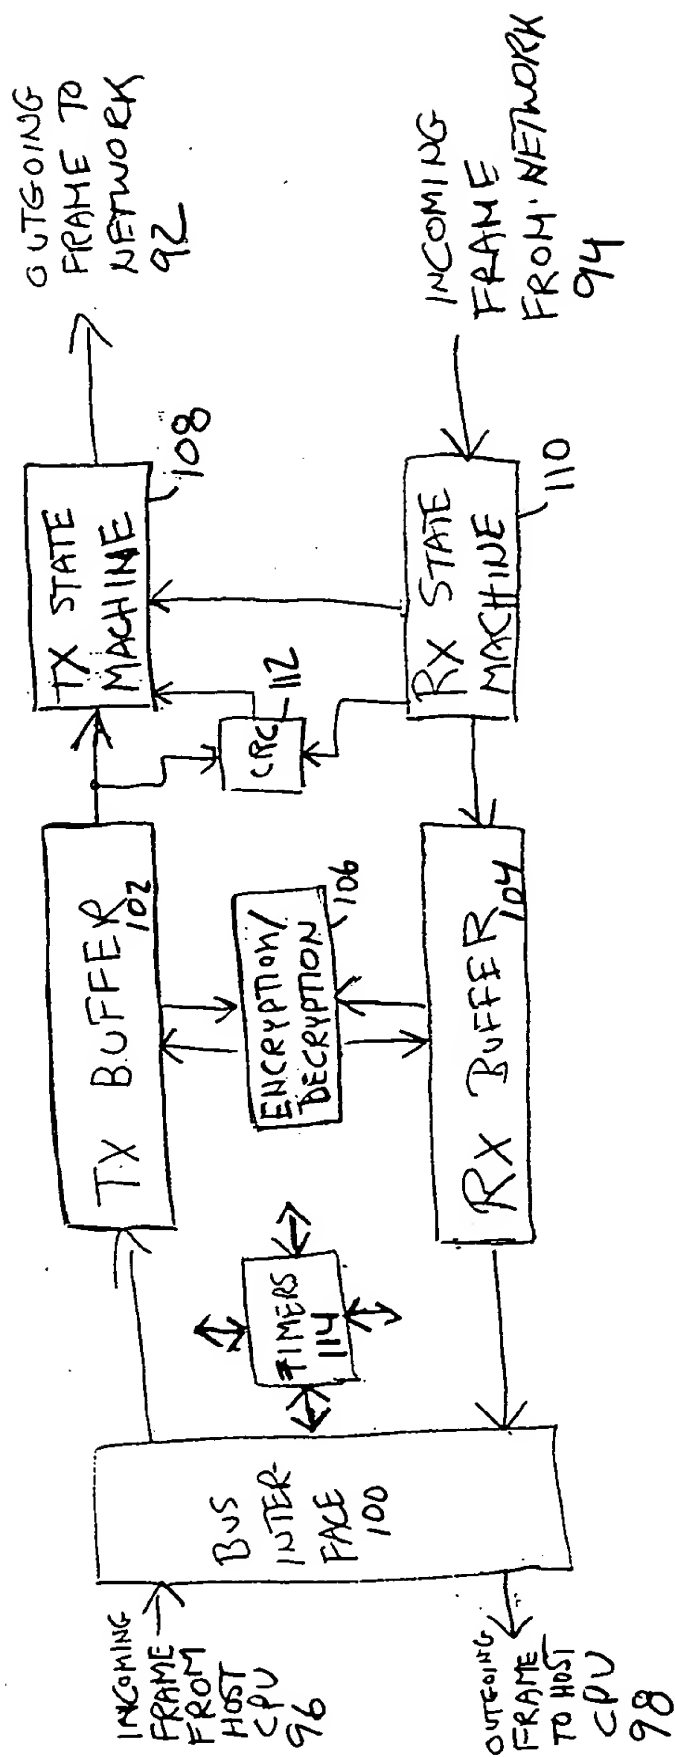 INCOMING
FRAME
FROM
HOST
CPU
96
OUTGOING
FRAME
TO HOST
CPU
98
BUS
INTER-
FACE
100
TIMERS
114
TX BUFFER
102
ENCRYPTION/
DECRYPTION
106
RX BUFFER
104
CRC
112
TX STATE
MACHINE
108
RX STATE
MACHINE
110
OUTGOING
FRAME TO
NETWORK
92
INCOMING
FRAME
FROM NETWORK
94